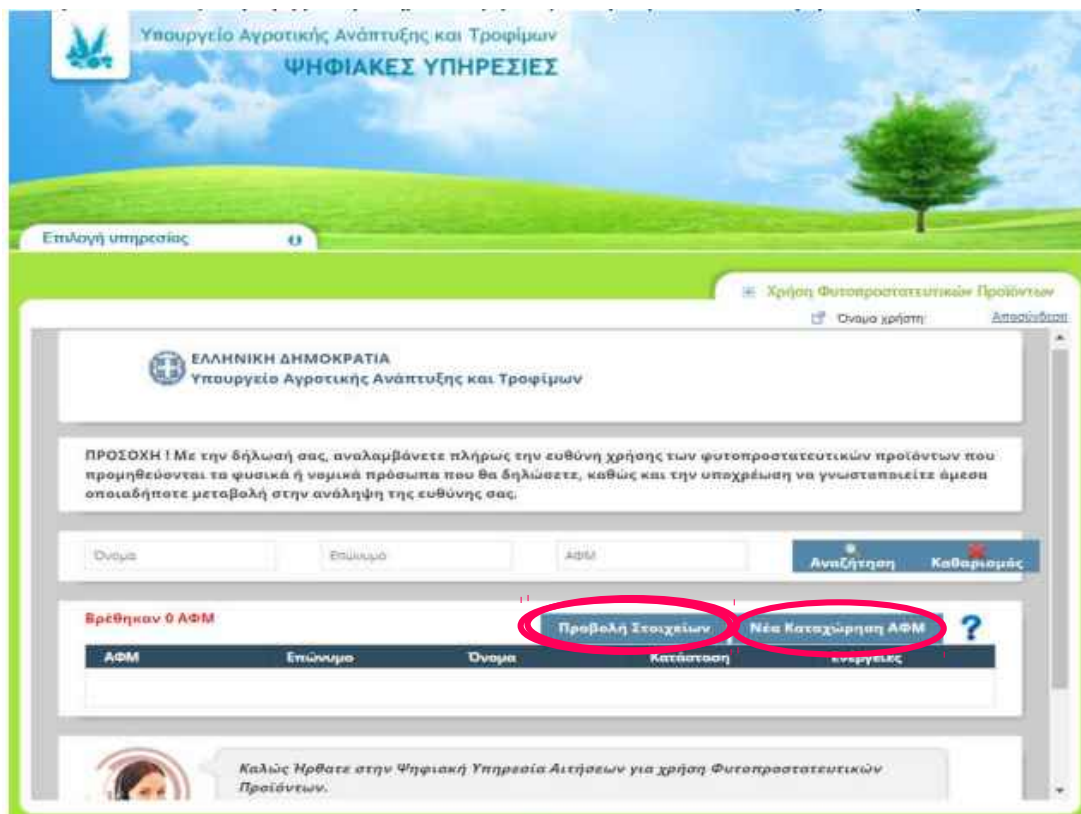 Υπουργείο Αγροτικής Ανάπτυξης και Τροφίμων
ΨΗΦΙΑΚΕΣ ΥΠΗΡΕΣΙΕΣ
Επιλογή υπηρεσίας
Χρήση Φυτοπροστατευτικών Προϊόντων
Όνομα χρήστη: Αποσύνδεση
ΕΛΛΗΝΙΚΗ ΔΗΜΟΚΡΑΤΙΑ
Υπουργείο Αγροτικής Ανάπτυξης και Τροφίμων
ΠΡΟΣΟΧΗ ! Με την δήλωσή σας, αναλαμβάνετε πλήρως την ευθύνη χρήσης των φυτοπροστατευτικών προϊόντων που
προμηθεύονται τα φυσικά ή νομικά πρόσωπα που θα δηλώσετε, καθώς και την υποχρέωση να γνωστοποιείτε άμεσα
οποιαδήποτε μεταβολή στην ανάληψη της ευθύνης σας.
Όνομα Επώνυμο ΑΦΜ Αναζήτηση Καθαρισμός
Βρέθηκαν 0 ΑΦΜ Προβολή Στοιχείων Νέα Καταχώρηση ΑΦΜ ?
ΑΦΜ Επώνυμο Όνομα Κατάσταση Ενέργειες
Καλώς Ήρθατε στην Ψηφιακή Υπηρεσία Αιτήσεων για χρήση Φυτοπροστατευτικών
Προϊόντων.